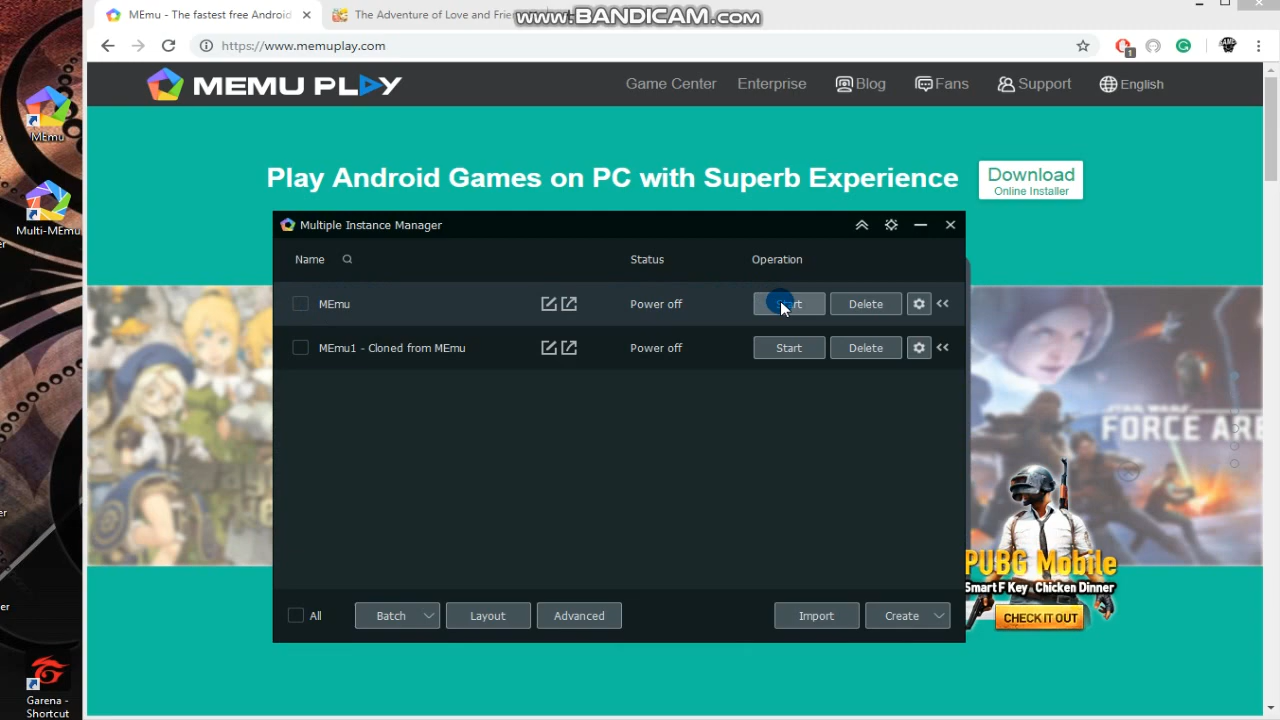 MEmu - The fastest free Android
The Adventure of Love and Frie
www.BANDICAM.com
https://www.memuplay.com
1
MEMU PLAY
Game Center
Enterprise
Blog
Fans
Support
English
Play Android Games on PC with Superb Experience
Download
Online Installer
MEmu
Multi-MEmu
er
Multiple Instance Manager
Name
Status
Operation
MEmu
Power off
Delete
MEmu1 - Cloned from MEmu
Power off
Start
Delete
FORCE ARE
PUBG Mobile
Smart F Key Chicken Dinner
CHECK IT OUT
All
Batch
Layout
Advanced
Import
Create
er
Garena -
Shortcut